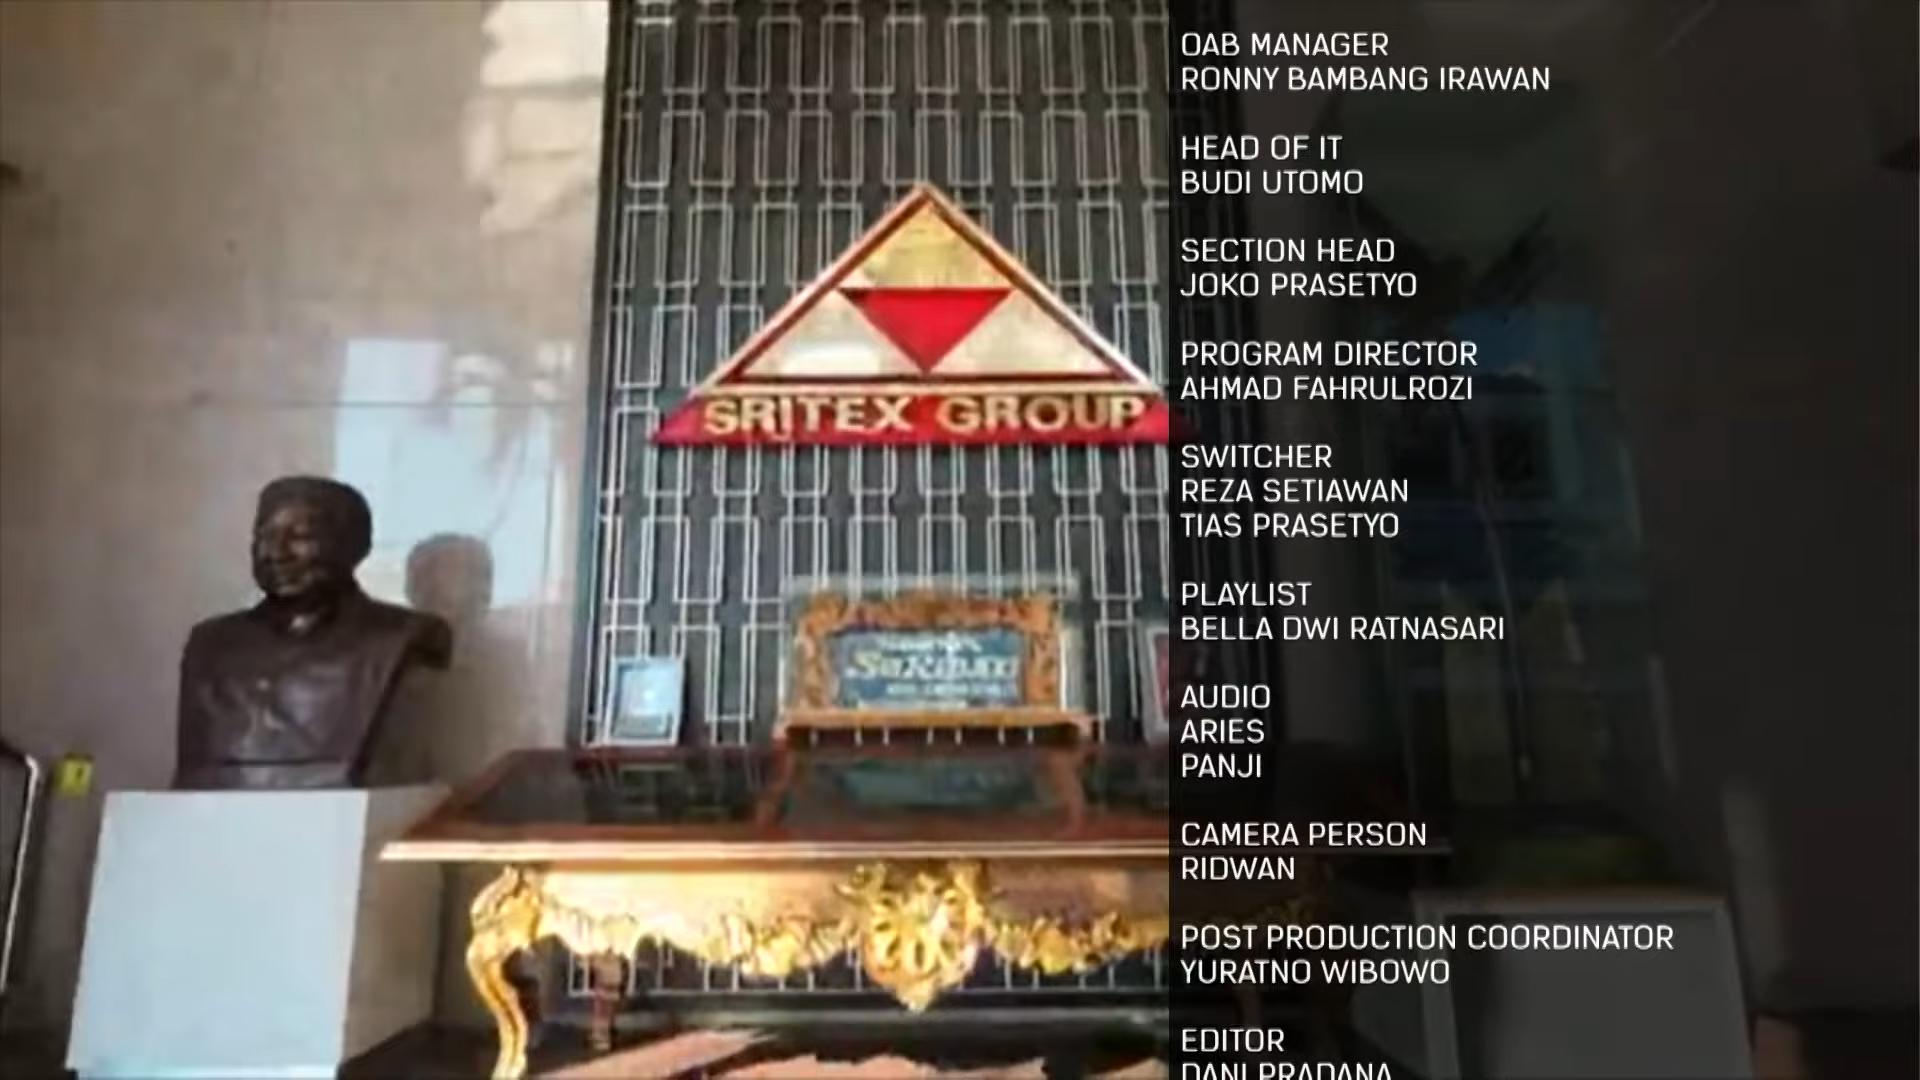 SRITEX GROUP
OAB MANAGER
RONNY BAMBANG IRAWAN
HEAD OF IT
BUDI UTOMO
SECTION HEAD
JOKO PRASETYO
PROGRAM DIRECTOR
AHMAD FAHRULROZI
SWITCHER
REZA SETIAWAN
TIAS PRASETYO
PLAYLIST
BELLA DWI RATNASARI
AUDIO
ARIES
PANJI
CAMERA PERSON
RIDWAN
POST PRODUCTION COORDINATOR
YURATNO WIBOWO
EDITOR
DANI PRADANA